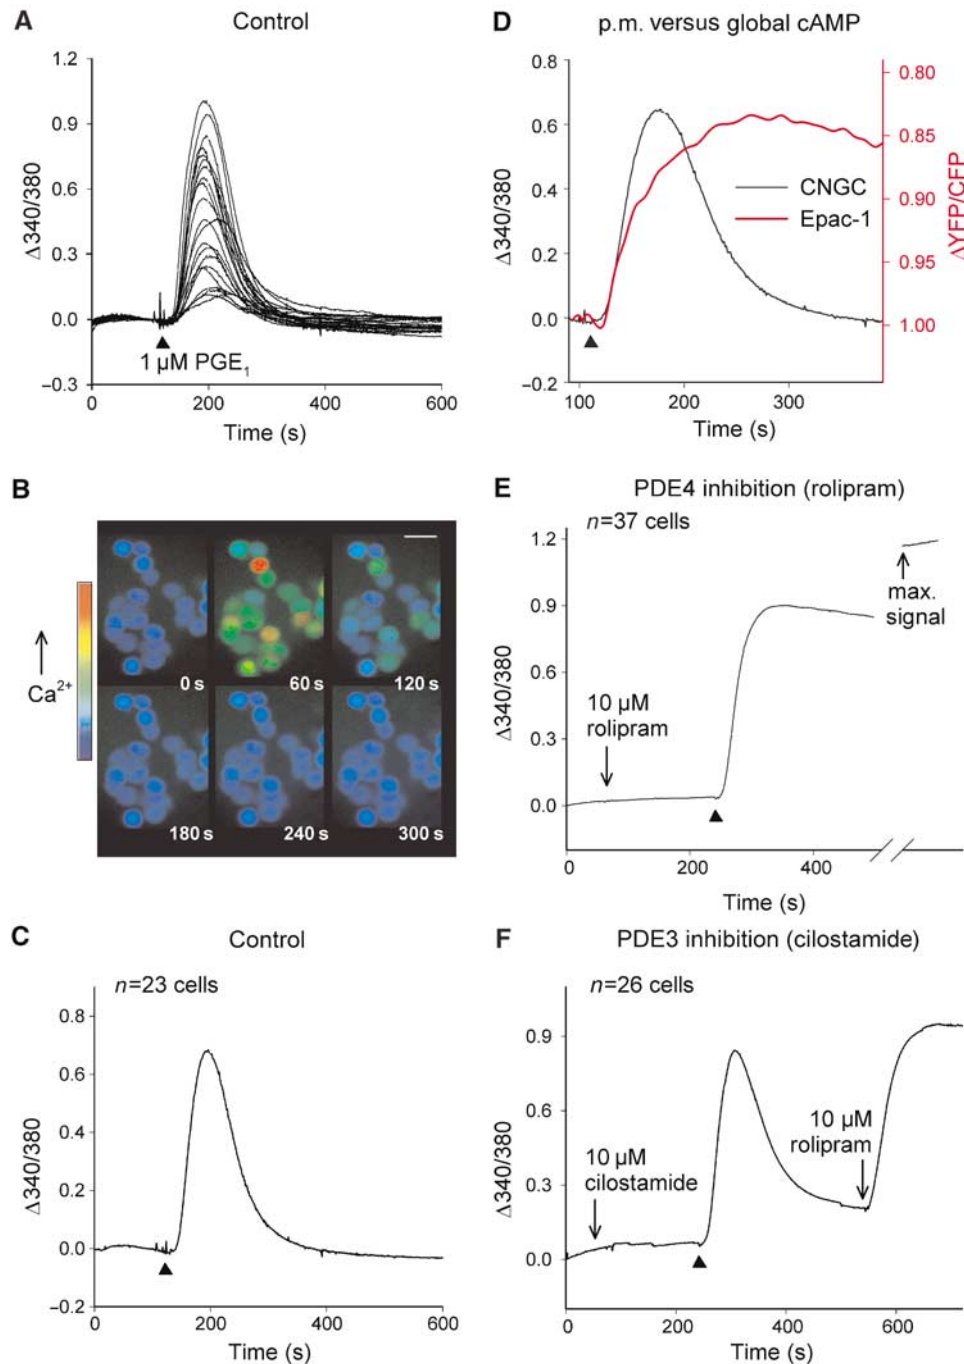 A
Control
Δ340/380
1.2
0.9
0.6
0.3
0.0
–0.3
1 µM PGE1
0 200 400 600
Time (s)
B
Ca2+
0 s 60 s 120 s
180 s 240 s 300 s
C
Control
n=23 cells
Δ340/380
0.8
0.6
0.4
0.2
0.0
–0.2
0 200 400 600
Time (s)
D
p.m. versus global cAMP
Δ340/380
0.8
0.6
0.4
0.2
0.0
–0.2
CNGC
Epac-1
0.80
0.85
0.90
0.95
1.00
ΔYFP/CFP
100 200 300
Time (s)
E
PDE4 inhibition (rolipram)
n=37 cells
Δ340/380
1.2
0.9
0.6
0.3
0.0
10 µM
rolipram
max.
signal
0 200 400
Time (s)
F
PDE3 inhibition (cilostamide)
n=26 cells
Δ340/380
0.9
0.6
0.3
0.0
10 µM
cilostamide
10 µM
rolipram
0 200 400 600
Time (s)